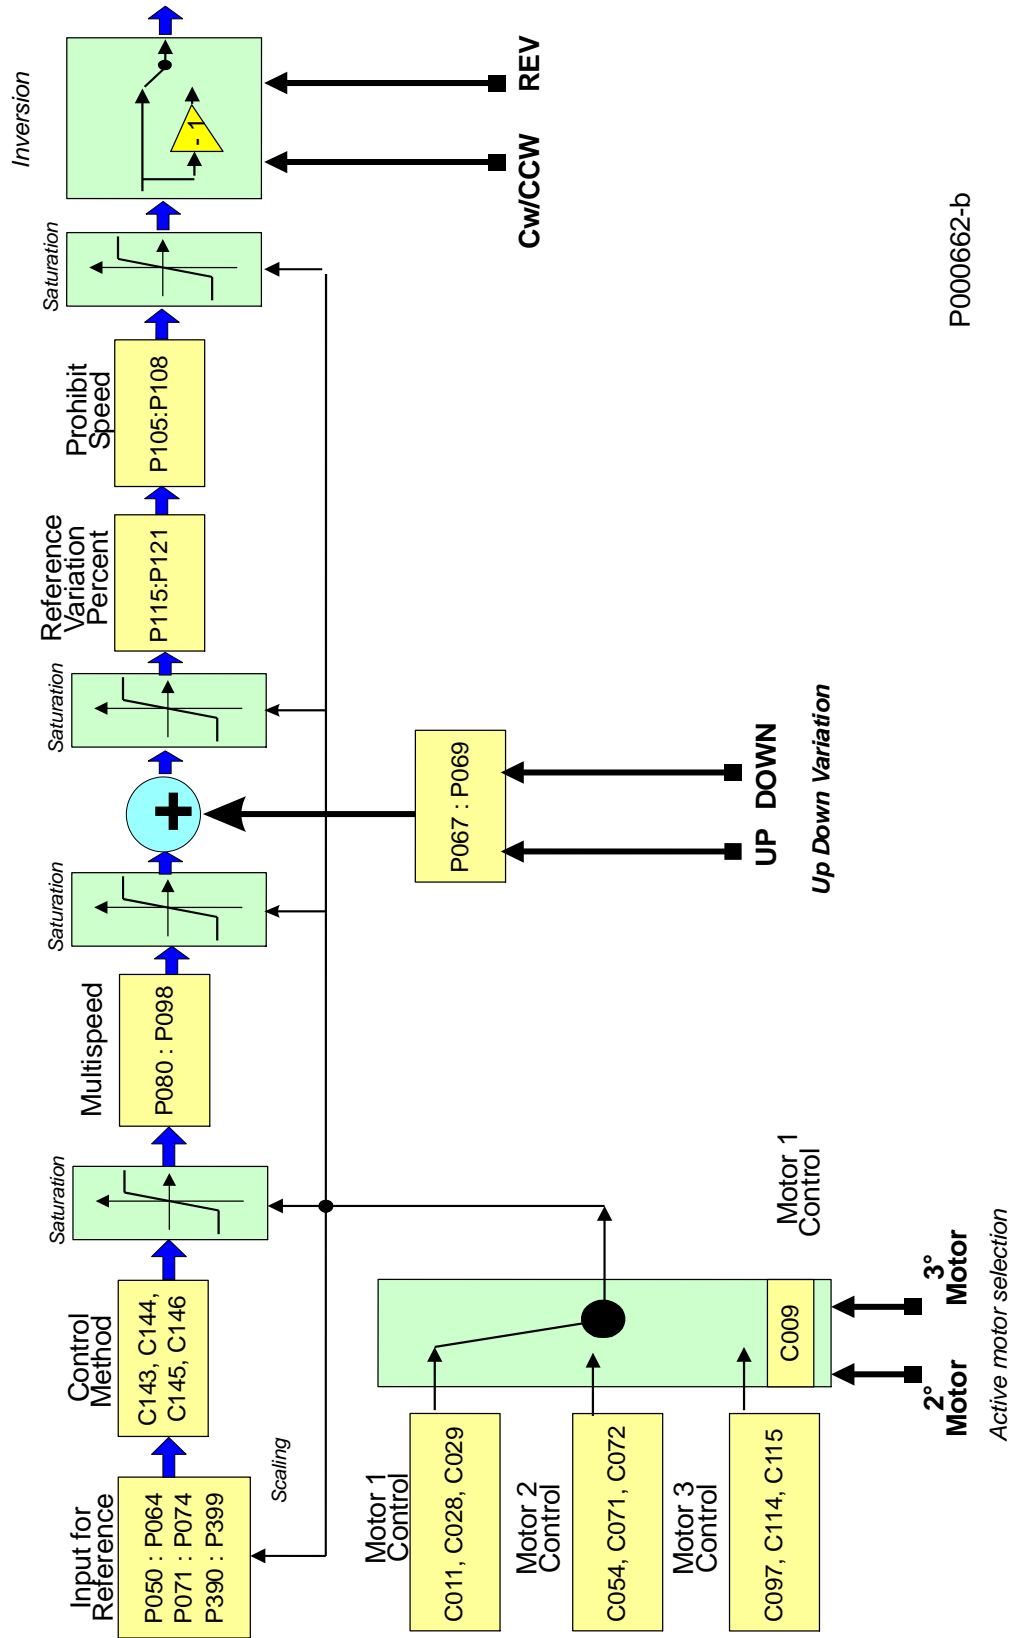 Input for
Reference
P050 : P064
P071 : P074
P390 : P399
Scaling
Control
Method
C143, C144,
C145, C146
Saturation
Multispeed
P080 : P098
Saturation
+
Saturation
Reference
Variation
Percent
P115:P121
Prohibit
Speed
P105:P108
Saturation
Inversion
- 1
Cw/CCW
REV
P067 : P069
UP
DOWN
Up Down Variation
Motor 1
Control
C011, C028, C029
Motor 2
Control
C054, C071, C072
Motor 3
Control
C097, C114, C115
C009
Motor 1
Control
2°
Motor
3°
Motor
Active motor selection
P000662-b